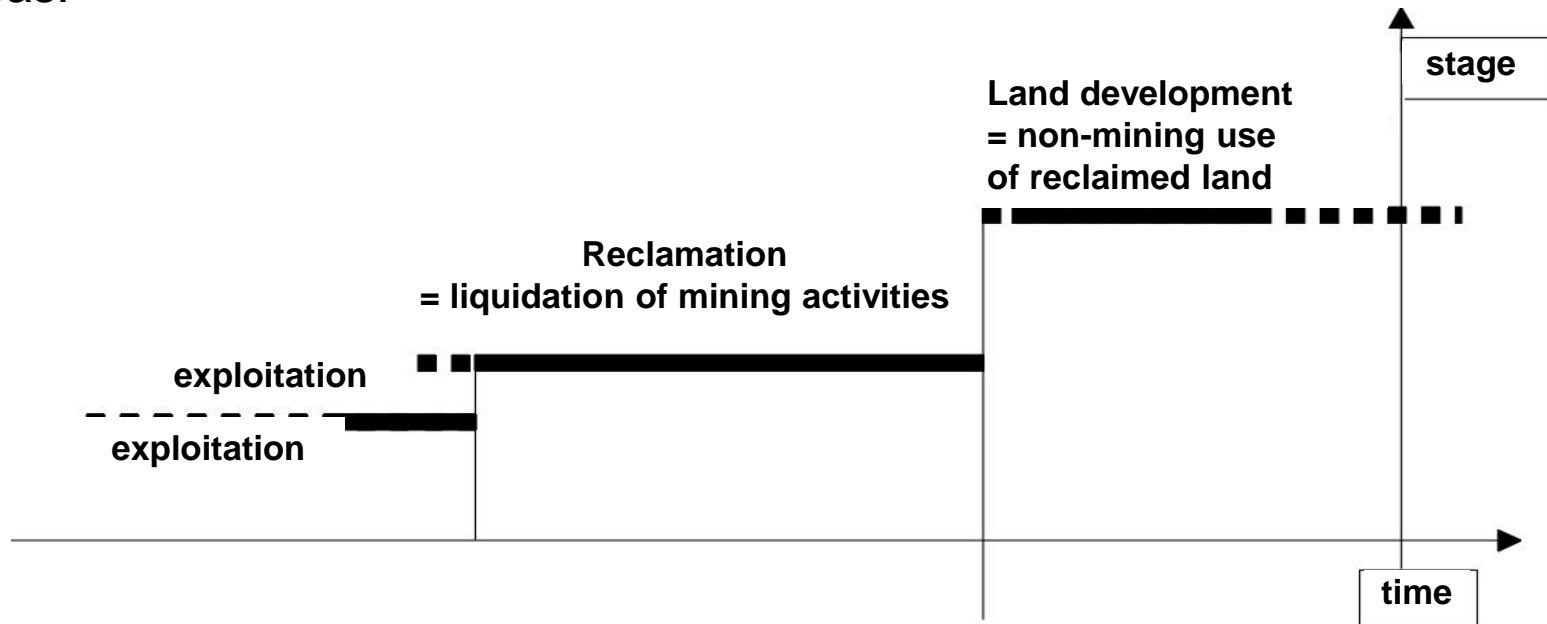 stage
Land development
= non-mining use
of reclaimed land
Reclamation
= liquidation of mining activities
exploitation
exploitation
time